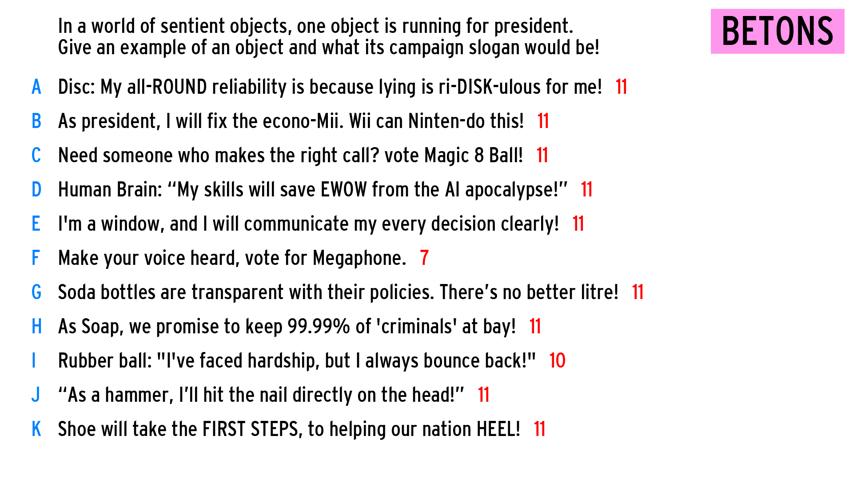 In a world of sentient objects, one object is running for president.
Give an example of an object and what its campaign slogan would be!
BETONS
A Disc: My all-ROUND reliability is because lying is ri-DISK-ulous for me! 11
B As president, I will fix the econo-Mii. Wii can Ninten-do this! 11
C Need someone who makes the right call? vote Magic 8 Ball! 11
D Human Brain: “My skills will save EWOW from the AI apocalypse!” 11
E I'm a window, and I will communicate my every decision clearly! 11
F Make your voice heard, vote for Megaphone. 7
G Soda bottles are transparent with their policies. There’s no better litre! 11
H As Soap, we promise to keep 99.99% of 'criminals' at bay! 11
I Rubber ball: "I've faced hardship, but I always bounce back!" 10
J “As a hammer, I’ll hit the nail directly on the head!” 11
K Shoe will take the FIRST STEPS, to helping our nation HEEL! 11